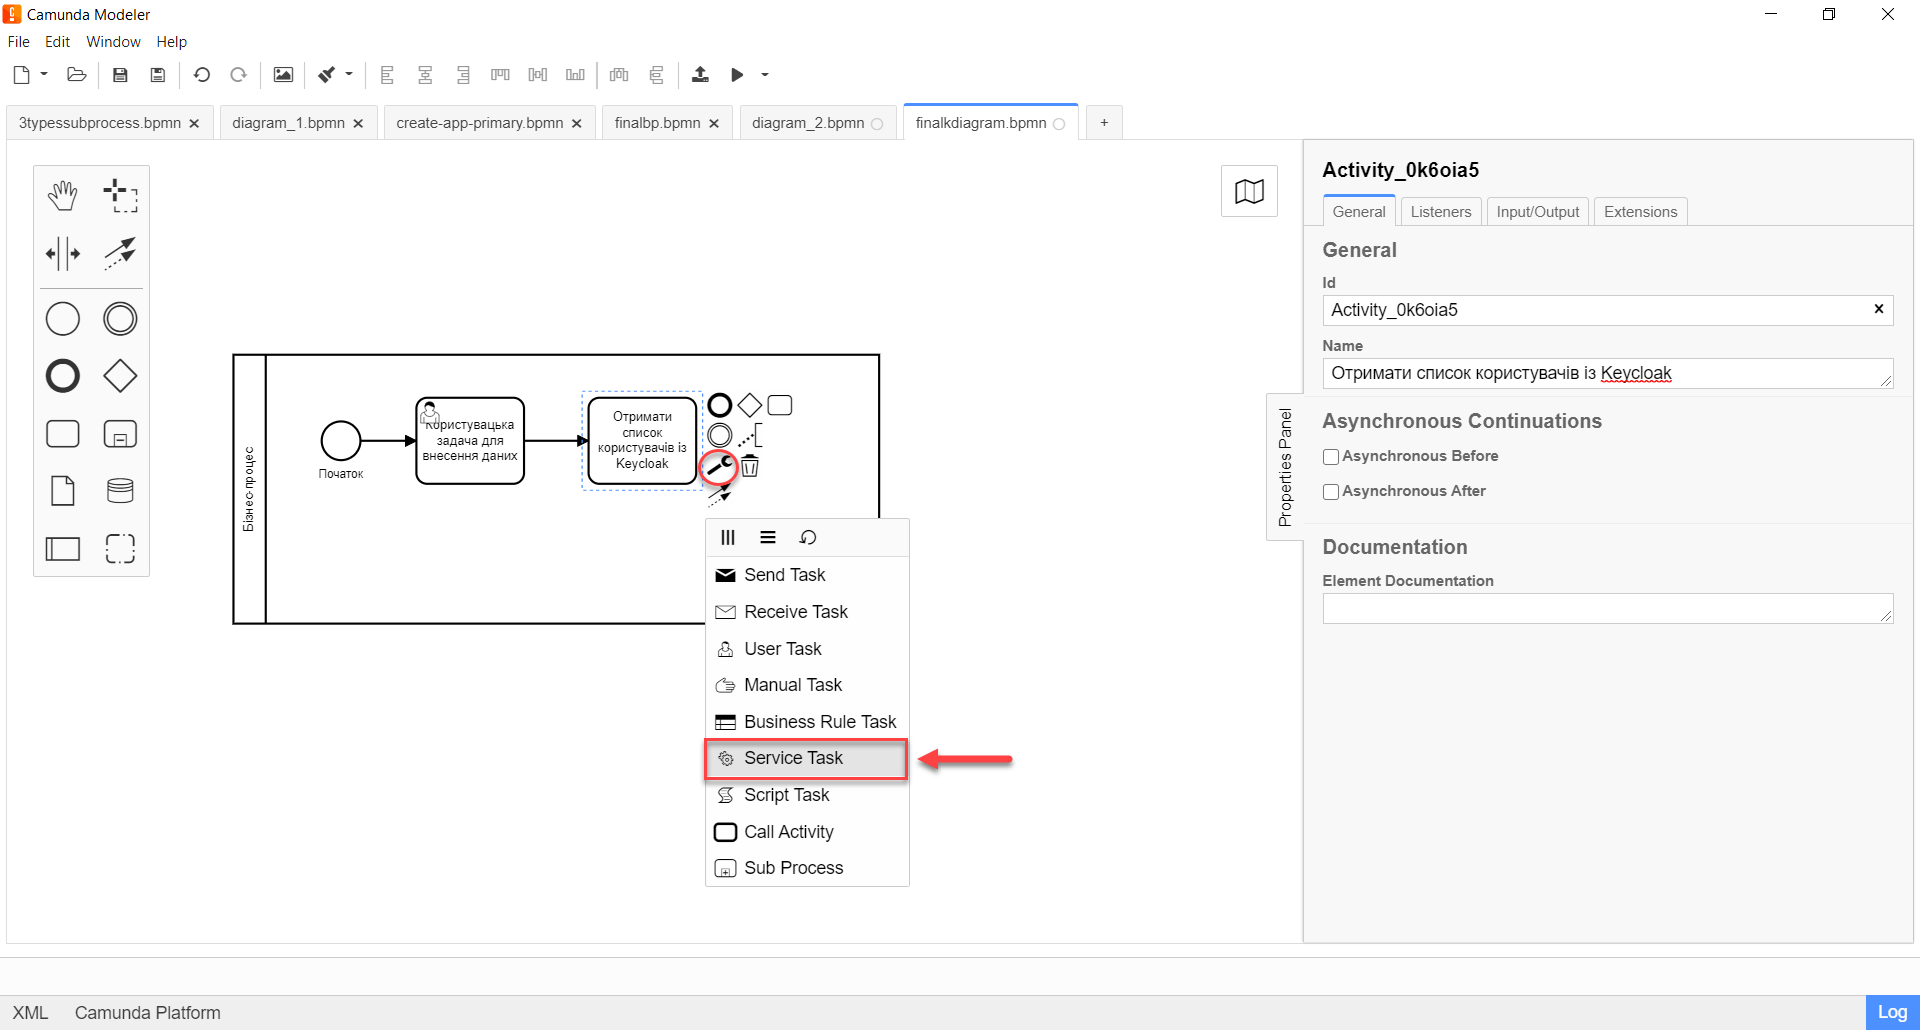 Camunda Modeler
File Edit Window Help
3typessubprocess.bpmn
diagram_1.bpmn
create-app-primary.bpmn
finalbp.bpmn
diagram_2.bpmn
finalkdiagram.bpmn
+
Бізнес-процес
Початок
Користувацька
задача для
внесення даних
Отримати
список
користувачів із
Keycloak
Send Task
Receive Task
User Task
Manual Task
Business Rule Task
Service Task
Script Task
Call Activity
Sub Process
Properties Panel
Activity_0k6oia5
General Listeners Input/Output Extensions
General
Id
Activity_0k6oia5
Name
Отримати список користувачів із Keycloak
Asynchronous Continuations
Asynchronous Before
Asynchronous After
Documentation
Element Documentation
XML Camunda Platform
Log